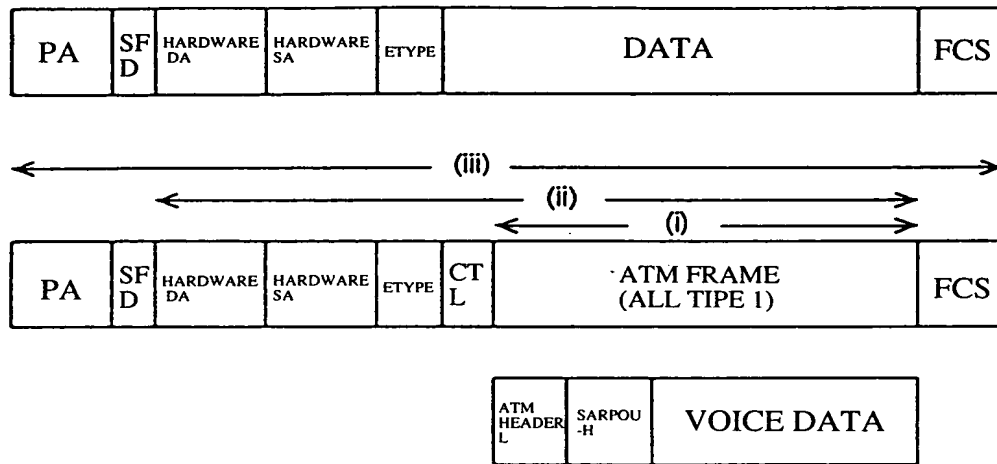 PA SF D HARDWARE DA HARDWARE SA ETYPE DATA FCS
(iii)
(ii)
(i)
PA SF D HARDWARE DA HARDWARE SA ETYPE CT L ATM FRAME (ALL TIPE 1) FCS
ATM HEADER L SARPOU -H VOICE DATA